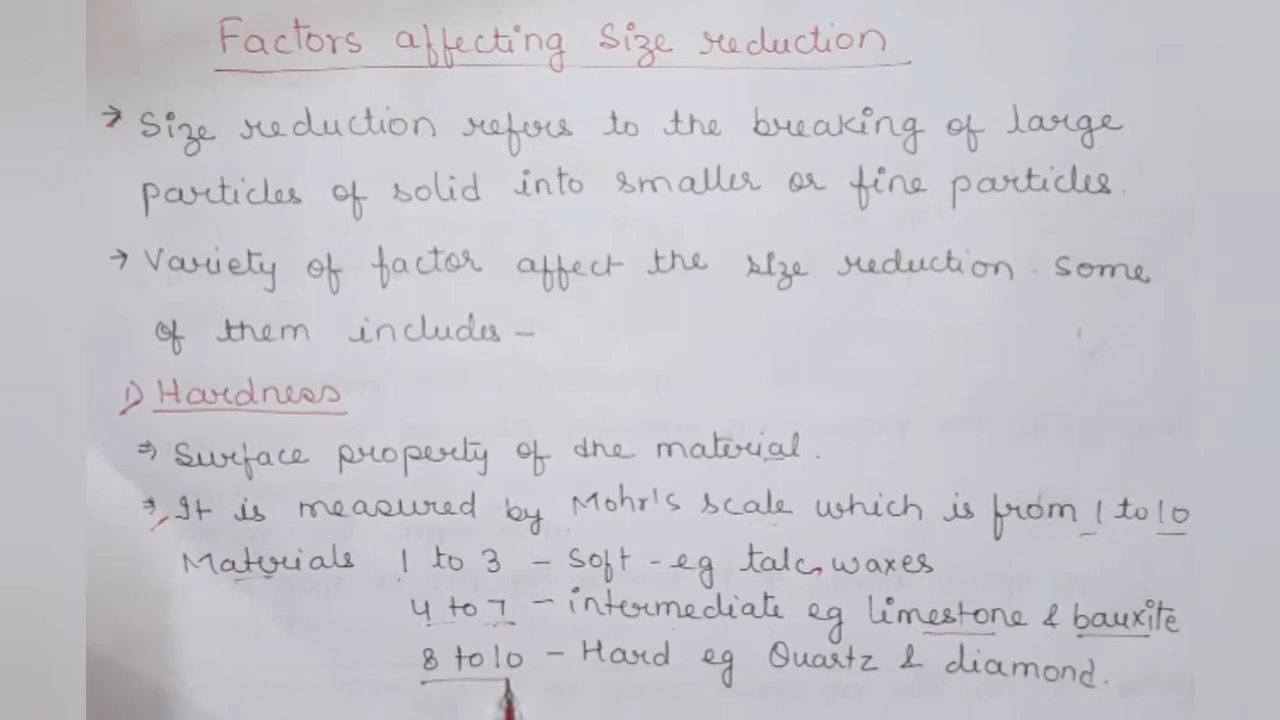 Factors affecting Size reduction
→ Size reduction refers to the breaking of large
particles of solid into smaller or fine particles.
→ Variety of factor affect the size reduction. some
of them includes –
1) Hardness
⇒ Surface property of the material.
⇒ It is measured by Mohr's scale which is from 1 to 10
Materials 1 to 3 – Soft - eg talc, waxes
4 to 7 – intermediate eg limestone & bauxite
8 to 10 – Hard eg Quartz & diamond.